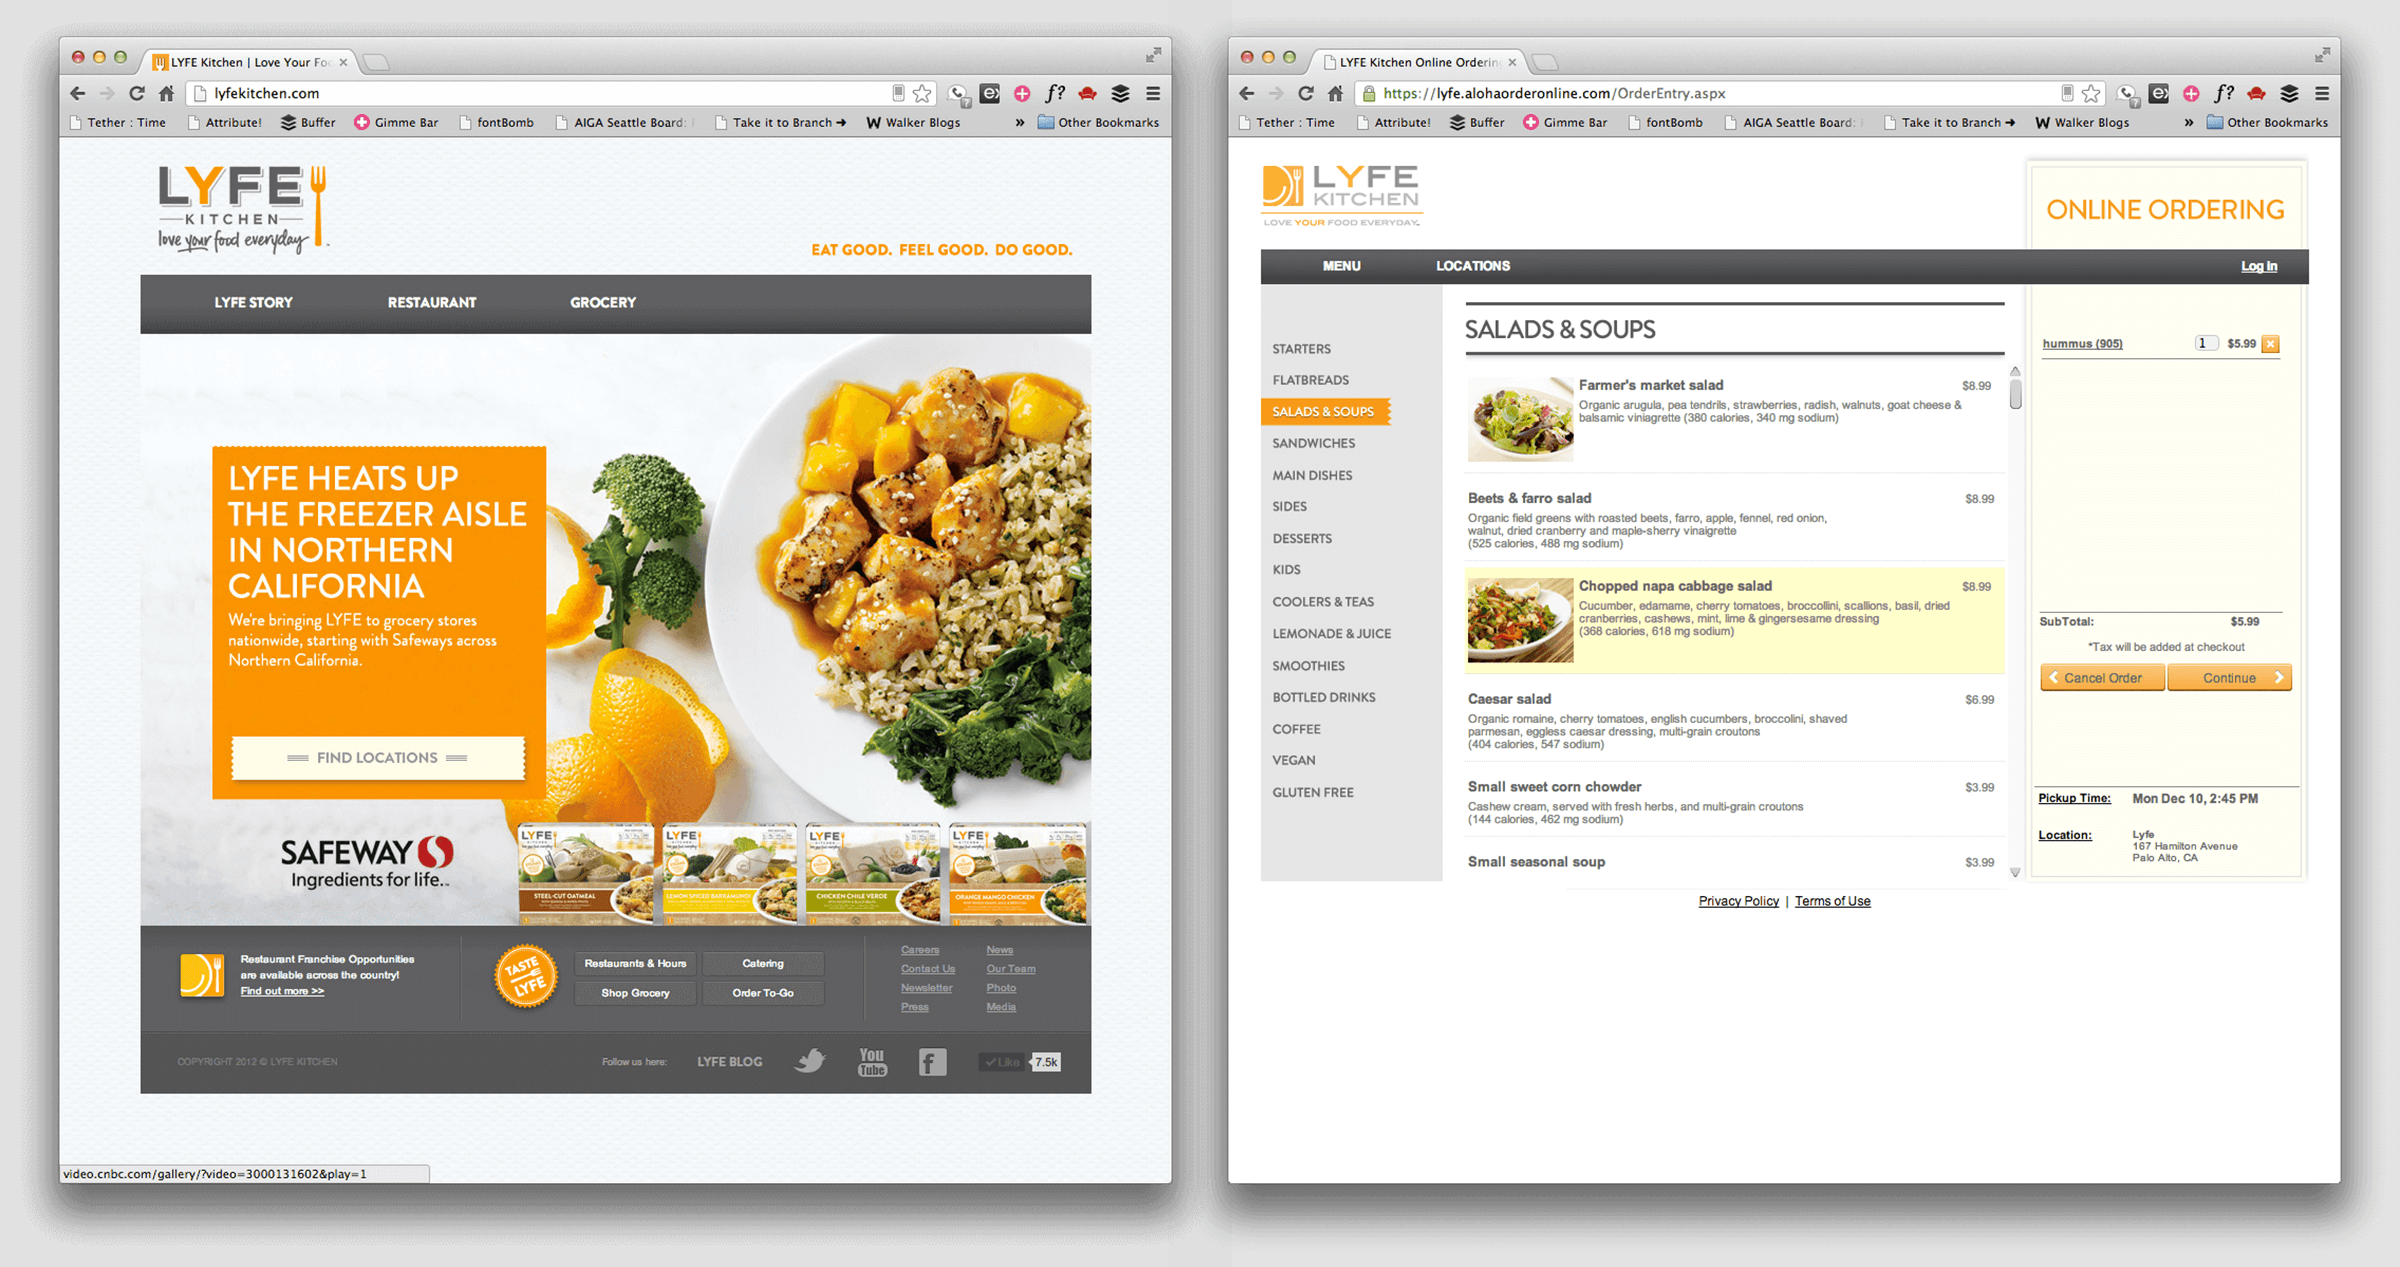 LYFE Kitchen | Love Your Foo
lyfekitchen.com
Tether : Time
Attribute!
Buffer
Gimme Bar
fontBomb
AIGA Seattle Board:
Take it to Branch →
W Walker Blogs
»
Other Bookmarks
LYFE
KITCHEN
love your food everyday
EAT GOOD. FEEL GOOD. DO GOOD.
LYFE STORY
RESTAURANT
GROCERY
LYFE HEATS UP
THE FREEZER AISLE
IN NORTHERN
CALIFORNIA
We're bringing LYFE to grocery stores
nationwide, starting with Safeways across
Northern California.
FIND LOCATIONS
SAFEWAY
Ingredients for life.
LYFE
STEEL-CUT OATMEAL
LYFE
LEMON SPICED BARRAMUNDI
LYFE
CHICKEN CHILE VERDE
LYFE
ORANGE MANGO CHICKEN
Restaurant Franchise Opportunities
are available across the country!
Find out more >>
TASTE
LYFE
Restaurants & Hours
Catering
Shop Grocery
Order To-Go
Careers
News
Contact Us
Our Team
Newsletter
Photo
Press
Media
COPYRIGHT 2012 © LYFE KITCHEN
Follow us here:
LYFE BLOG
You
Tube
f
Like
7.5k
video.cnbc.com/gallery/?video=3000131602&play=1
LYFE Kitchen Online Ordering
https://lyfe.alohaorderonline.com/OrderEntry.aspx
Tether : Time
Attribute!
Buffer
Gimme Bar
fontBomb
AIGA Seattle Board:
Take it to Branch →
W Walker Blogs
»
Other Bookmarks
LYFE
KITCHEN
LOVE YOUR FOOD EVERYDAY.
ONLINE ORDERING
MENU
LOCATIONS
Log In
STARTERS
FLATBREADS
SALADS & SOUPS
SANDWICHES
MAIN DISHES
SIDES
DESSERTS
KIDS
COOLERS & TEAS
LEMONADE & JUICE
SMOOTHIES
BOTTLED DRINKS
COFFEE
VEGAN
GLUTEN FREE
SALADS & SOUPS
Farmer's market salad $8.99
Organic arugula, pea tendrils, strawberries, radish, walnuts, goat cheese &
balsamic viniagrette (380 calories, 340 mg sodium)
Beets & farro salad $8.99
Organic field greens with roasted beets, farro, apple, fennel, red onion,
walnut, dried cranberry and maple-sherry vinaigrette
(525 calories, 488 mg sodium)
Chopped napa cabbage salad $8.99
Cucumber, edamame, cherry tomatoes, broccollini, scallions, basil, dried
cranberries, cashews, mint, lime & gingersesame dressing
(368 calories, 618 mg sodium)
Caesar salad $6.99
Organic romaine, cherry tomatoes, english cucumbers, broccolini, shaved
parmesan, eggless caesar dressing, multi-grain croutons
(404 calories, 547 sodium)
Small sweet corn chowder $3.99
Cashew cream, served with fresh herbs, and multi-grain croutons
(144 calories, 462 mg sodium)
Small seasonal soup $3.99
hummus (905) 1 $5.99
SubTotal: $5.99
*Tax will be added at checkout
Cancel Order
Continue
Pickup Time: Mon Dec 10, 2:45 PM
Location: Lyfe
167 Hamilton Avenue
Palo Alto, CA
Privacy Policy | Terms of Use